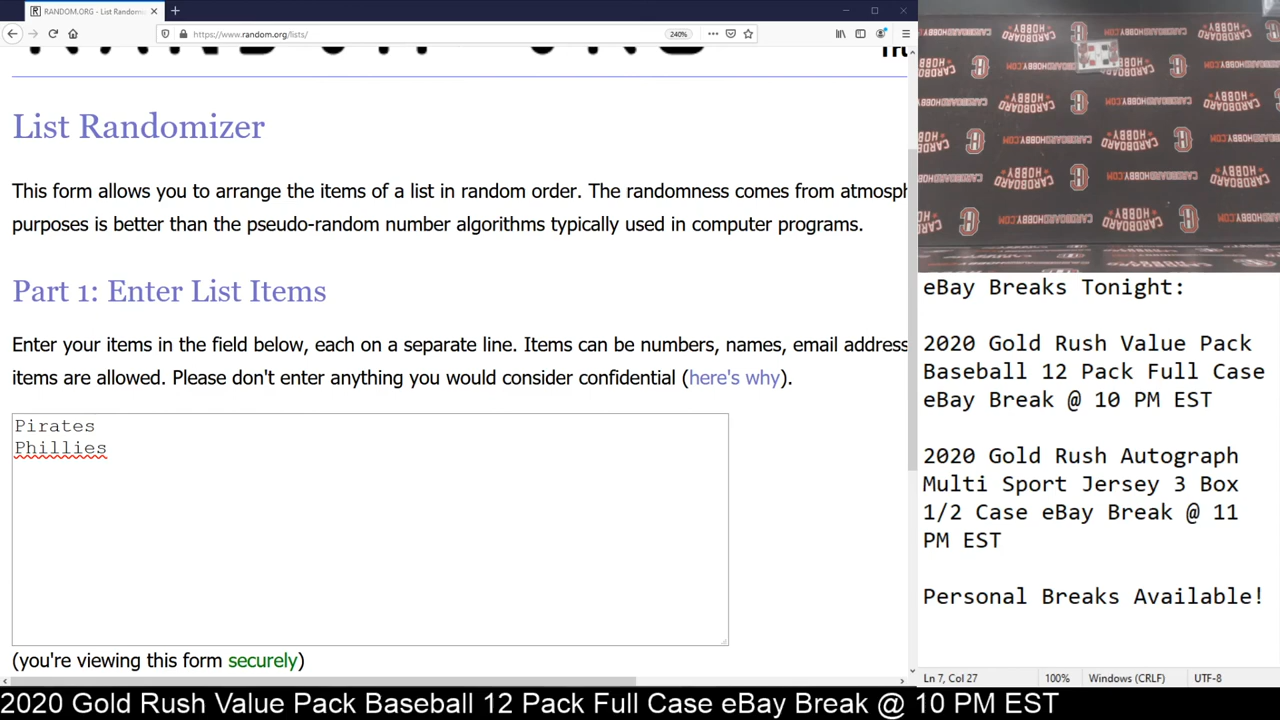 RANDOM.ORG - List Randomi
https://www.random.org/lists/
240%
List Randomizer
This form allows you to arrange the items of a list in random order. The randomness comes from atmosph
purposes is better than the pseudo-random number algorithms typically used in computer programs.
Part 1: Enter List Items
Enter your items in the field below, each on a separate line. Items can be numbers, names, email address
items are allowed. Please don't enter anything you would consider confidential (here's why).
Pirates
Phillies
(you're viewing this form securely)
CARDBOARD HOBBY
CARDBOARDHOBBY.COM
eBay Breaks Tonight:
2020 Gold Rush Value Pack
Baseball 12 Pack Full Case
eBay Break @ 10 PM EST
2020 Gold Rush Autograph
Multi Sport Jersey 3 Box
1/2 Case eBay Break @ 11
PM EST
Personal Breaks Available!
Ln 7, Col 27 100% Windows (CRLF) UTF-8
2020 Gold Rush Value Pack Baseball 12 Pack Full Case eBay Break @ 10 PM EST